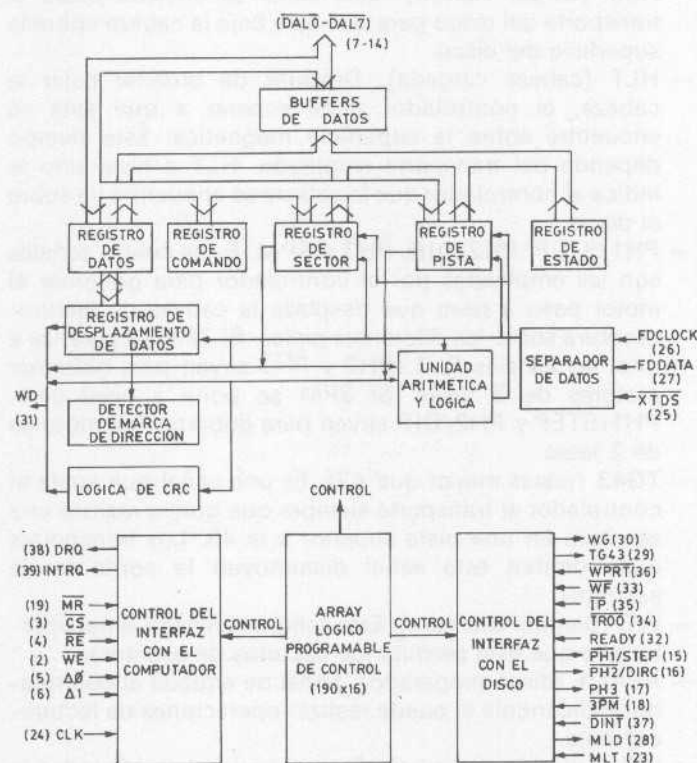 (DAL0-DAL7)
(7-14)
BUFFERS
DE DATOS
REGISTRO
DE
DATOS
REGISTRO
DE
COMANDO
REGISTRO
DE
SECTOR
REGISTRO
DE
PISTA
REGISTRO
DE
ESTADO
REGISTRO DE
DESPLAZAMIENTO
DE DATOS
UNIDAD
ARITMETICA
Y LOGICA
SEPARADOR
DE DATOS
FDCLOCK
(26)
FDDATA
(27)
XTDS
(25)
WD
(31)
DETECTOR
DE MARCA
DE DIRECCIÓN
LOGICA DE CRC
CONTROL
(38) DRQ
(39) INTRQ
(19) MR
(3) CS
(4) RE
(2) WE
(5) AØ
(6) A1
(24) CLK
CONTROL DEL
INTERFAZ
CON EL
COMPUTADOR
CONTROL
ARRAY
LOGICO
PROGRAMABLE
DE CONTROL
(190x16)
CONTROL
CONTROL DEL
INTERFAZ
CON EL
DISCO
WG (30)
TG43 (29)
WPRT(36)
WF (33)
IP (35)
TR00 (34)
READY (32)
PH1/STEP (15)
PH2/DIRC(16)
PH3 (17)
3PM (18)
DINT (37)
MLD (28)
MLT (23)